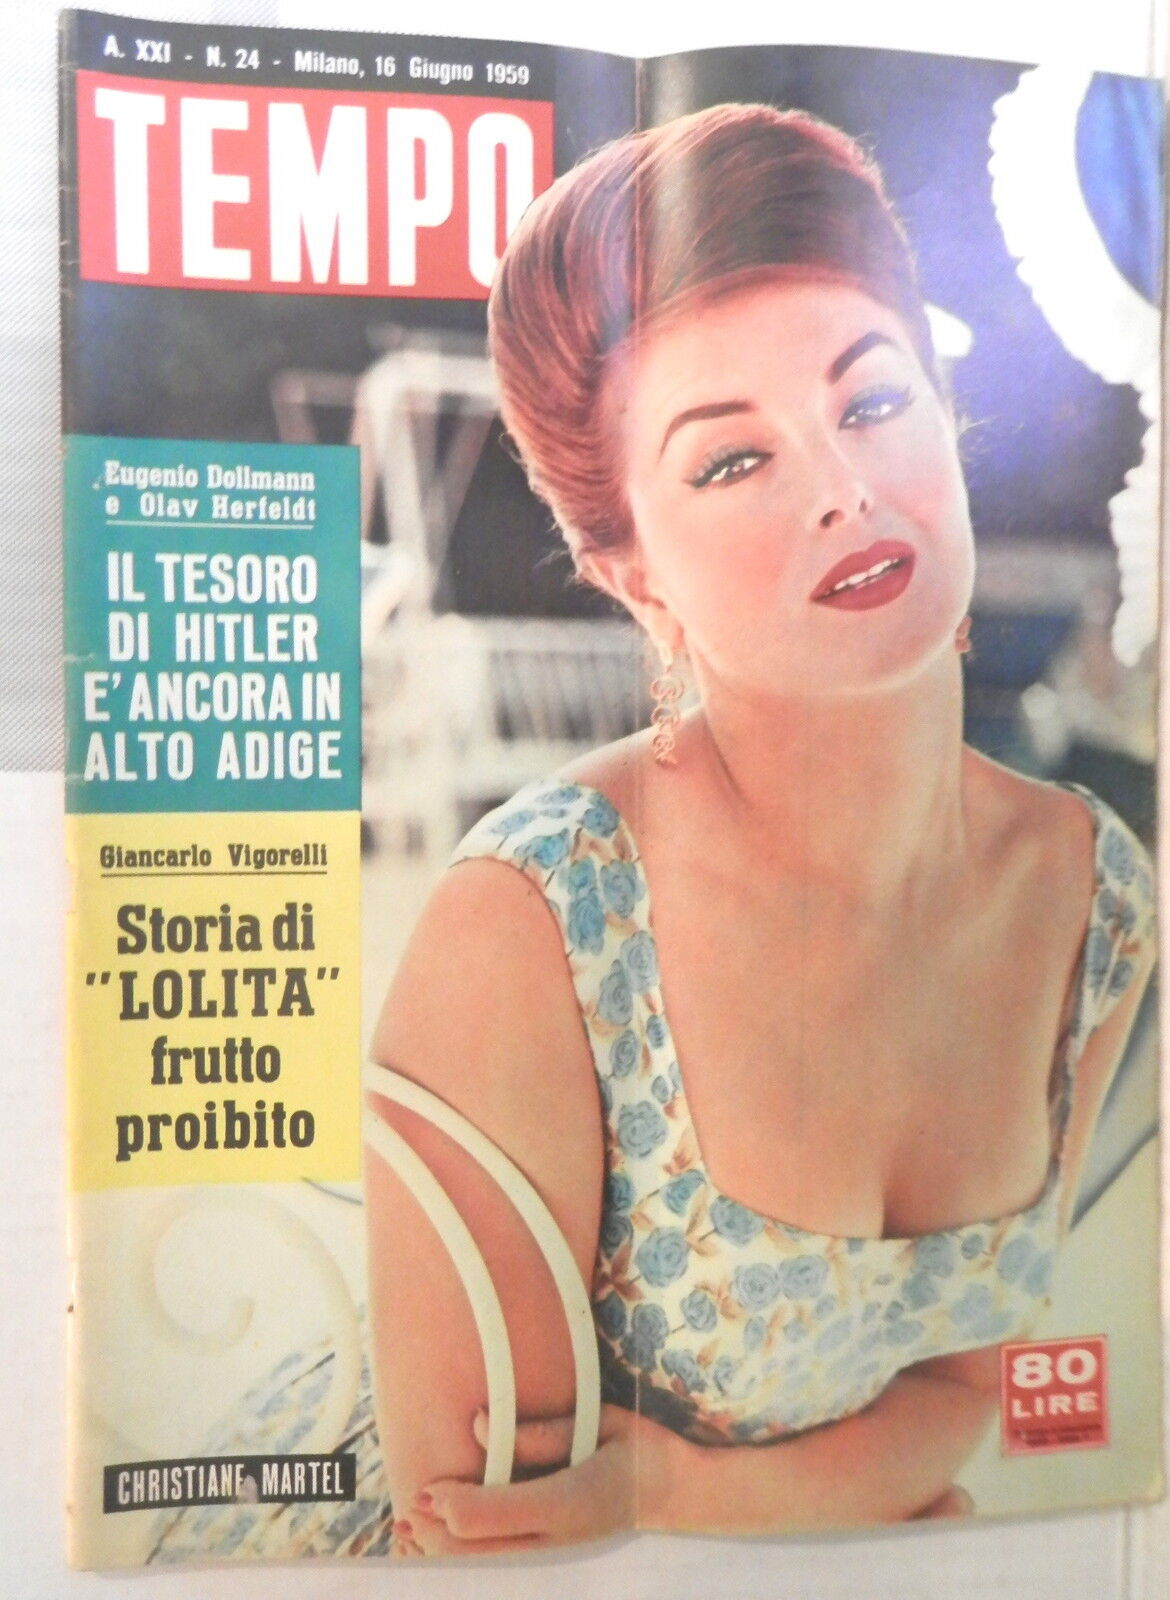 A. XXI - N. 24 - Milano, 16 Giugno 1959
TEMPO
Eugenio Dollmann
e Olav Herfeldt
IL TESORO
DI HITLER
E' ANCORA IN
ALTO ADIGE
Giancarlo Vigorelli
Storia di
"LOLITA"
frutto
proibito
CHRISTIANE MARTEL
80
LIRE